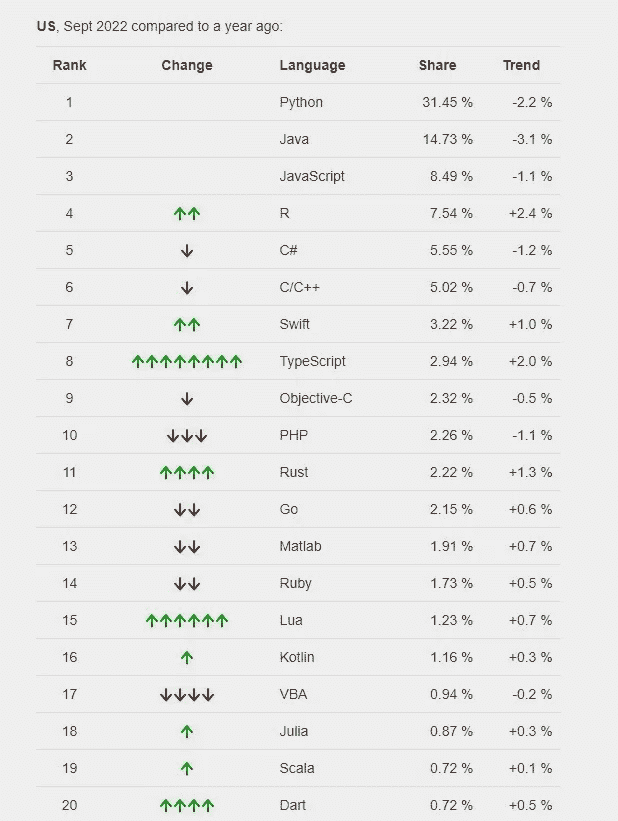 US, Sept 2022 compared to a year ago:
Rank Change Language Share Trend
1 Python 31.45 % -2.2 %
2 Java 14.73 % -3.1 %
3 JavaScript 8.49 % -1.1 %
4 ↑↑ R 7.54 % +2.4 %
5 ↓ C# 5.55 % -1.2 %
6 ↓ C/C++ 5.02 % -0.7 %
7 ↑↑ Swift 3.22 % +1.0 %
8 ↑↑↑↑↑↑↑↑ TypeScript 2.94 % +2.0 %
9 ↓ Objective-C 2.32 % -0.5 %
10 ↓↓↓ PHP 2.26 % -1.1 %
11 ↑↑↑↑ Rust 2.22 % +1.3 %
12 ↓↓ Go 2.15 % +0.6 %
13 ↓↓ Matlab 1.91 % +0.7 %
14 ↓↓ Ruby 1.73 % +0.5 %
15 ↑↑↑↑↑↑ Lua 1.23 % +0.7 %
16 ↑ Kotlin 1.16 % +0.3 %
17 ↓↓↓↓ VBA 0.94 % -0.2 %
18 ↑ Julia 0.87 % +0.3 %
19 ↑ Scala 0.72 % +0.1 %
20 ↑↑↑↑ Dart 0.72 % +0.5 %